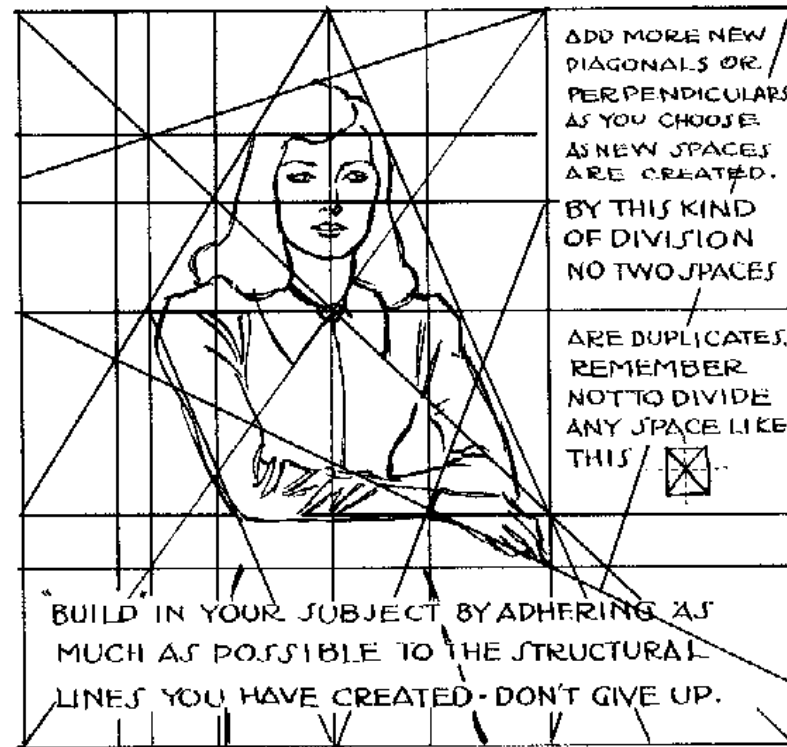 ADD MORE NEW
DIAGONALS OR
PERPENDICULARS
AS YOU CHOOSE
AS NEW SPACES
ARE CREATED.
BY THIS KIND
OF DIVISION
NO TWO SPACES
ARE DUPLICATES.
REMEMBER
NOT TO DIVIDE
ANY SPACE LIKE
THIS
"BUILD" IN YOUR SUBJECT BY ADHERING AS
MUCH AS POSSIBLE TO THE STRUCTURAL
LINES YOU HAVE CREATED - DON'T GIVE UP.